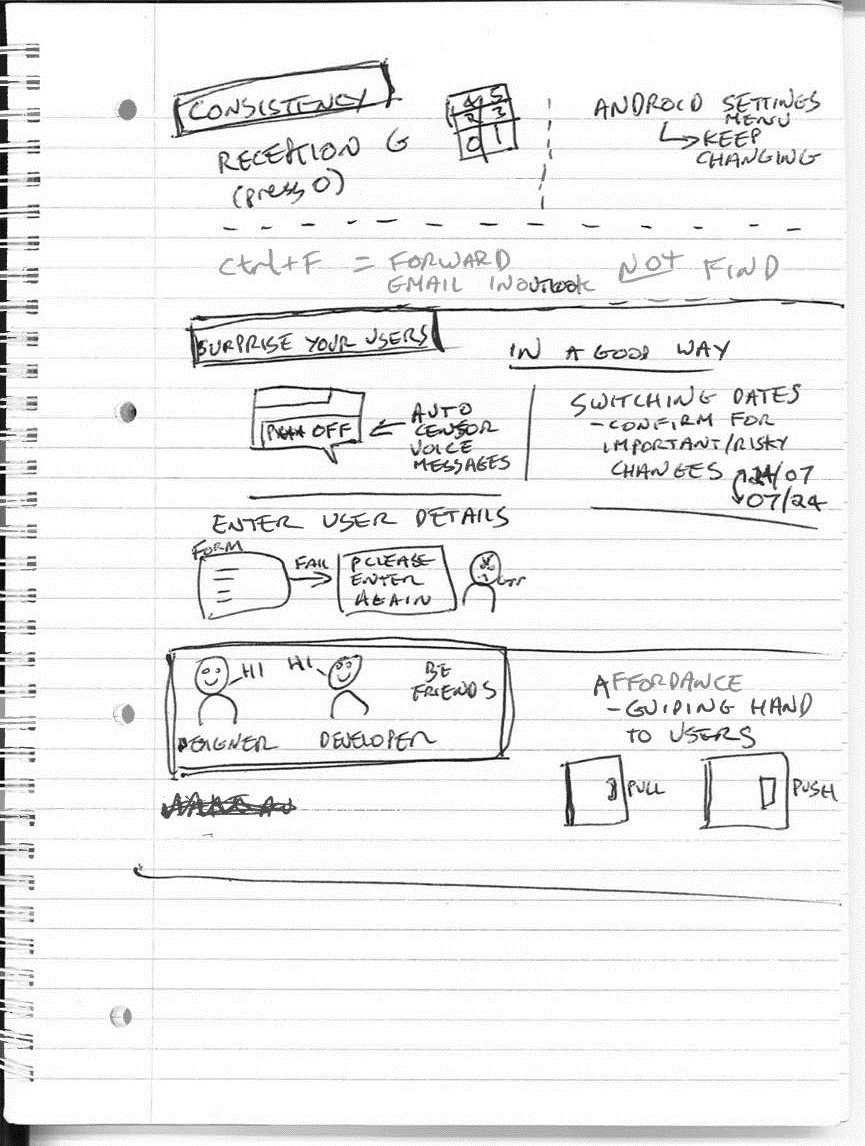 CONSISTENCY
RECEPTION G
(press 0)
4 5
2 3
0 1
ANDROID SETTINGS
MENU
KEEP
CHANGING
Ctrl+F = FORWARD
EMAIL IN OUTLOOK NOT FIND
SURPRISE YOUR USERS
IN A GOOD WAY
OFF
AUTO
CENSOR
VOICE
MESSAGES
SWITCHING DATES
- CONFIRM FOR
IMPORTANT/RISKY
CHANGES
24/07
07/24
ENTER USER DETAILS
FORM
FAIL
PLEASE
ENTER
AGAIN
HI
HI
BE
FRIENDS
DESIGNER
DEVELOPER
AFFORDANCE
- GUIDING HAND
TO USERS
PULL
PUSH